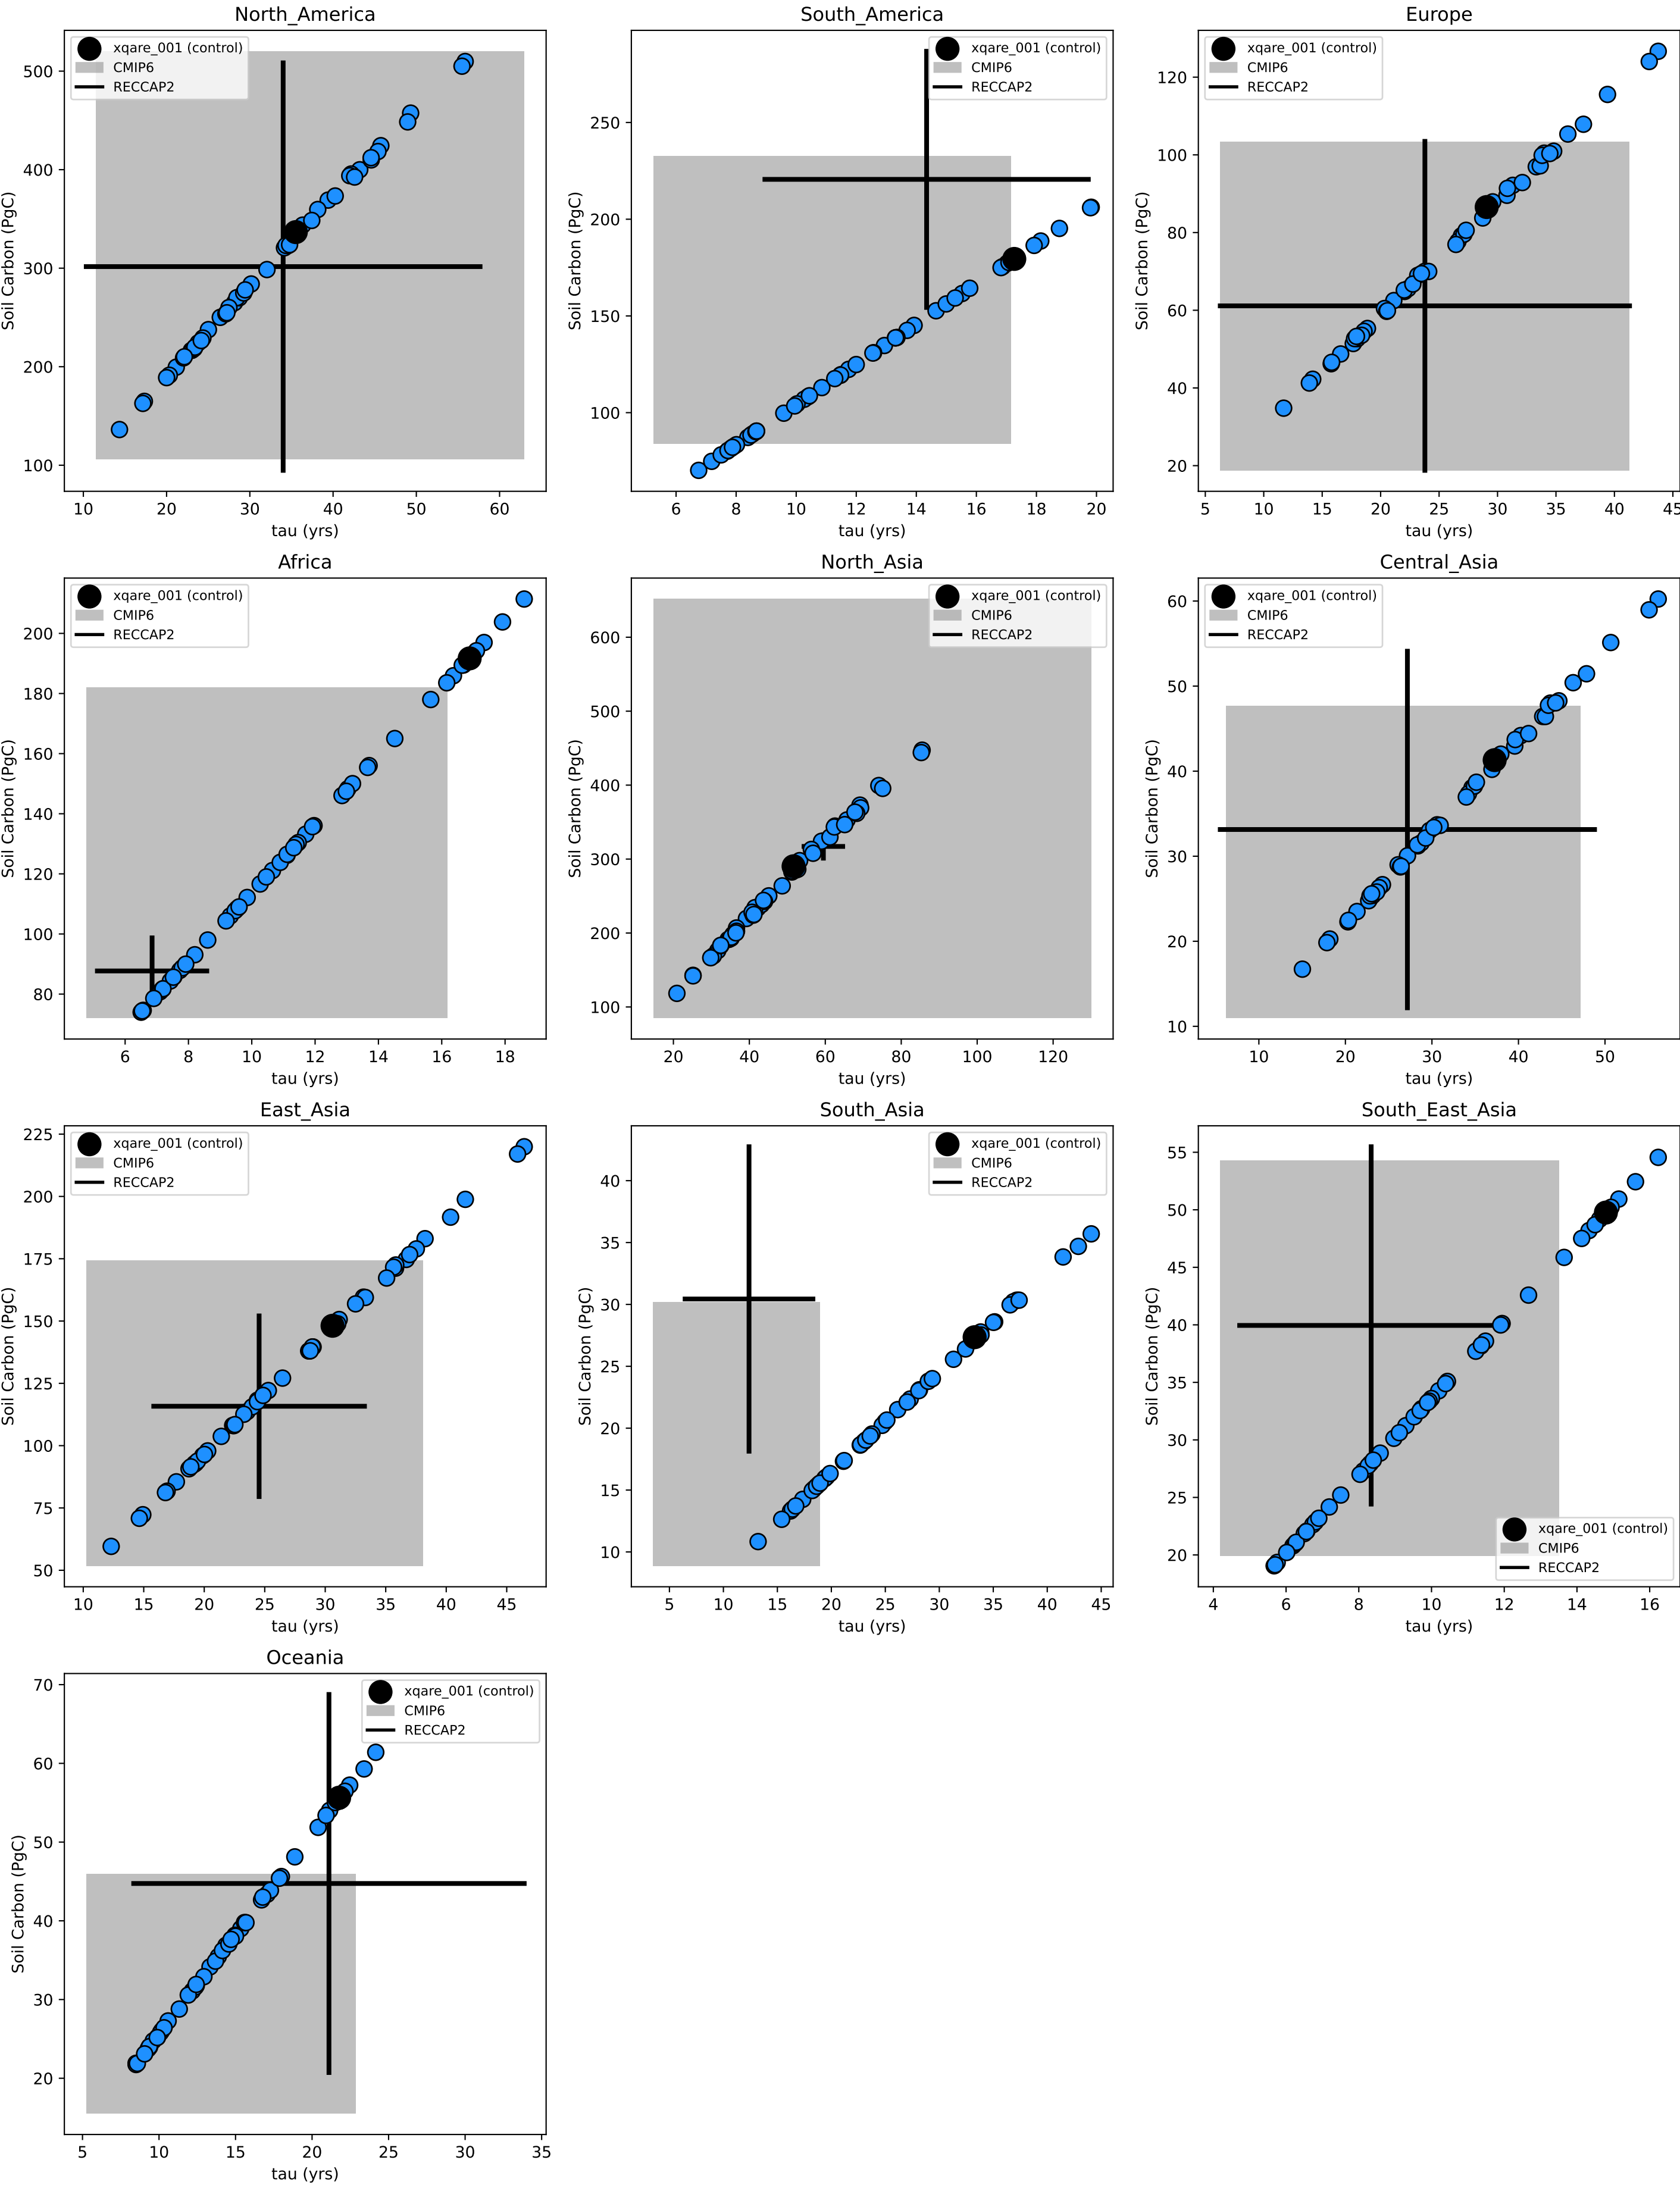 North_America
South_America
Europe
xqare_001 (control)
CMIP6
RECCAP2
xqare_001 (control)
CMIP6
RECCAP2
xqare_001 (control)
CMIP6
RECCAP2
Soil Carbon (PgC)
500
400
300
200
100
Soil Carbon (PgC)
250
200
150
100
Soil Carbon (PgC)
120
100
80
60
40
20
10 20 30 40 50 60
6 8 10 12 14 16 18 20
5 10 15 20 25 30 35 40 45
tau (yrs)
tau (yrs)
tau (yrs)
Africa
North_Asia
Central_Asia
xqare_001 (control)
CMIP6
RECCAP2
xqare_001 (control)
CMIP6
RECCAP2
xqare_001 (control)
CMIP6
RECCAP2
Soil Carbon (PgC)
200
180
160
140
120
100
80
Soil Carbon (PgC)
600
500
400
300
200
100
Soil Carbon (PgC)
60
50
40
30
20
10
6 8 10 12 14 16 18
20 40 60 80 100 120
10 20 30 40 50
tau (yrs)
tau (yrs)
tau (yrs)
East_Asia
South_Asia
South_East_Asia
xqare_001 (control)
CMIP6
RECCAP2
xqare_001 (control)
CMIP6
RECCAP2
xqare_001 (control)
CMIP6
RECCAP2
Soil Carbon (PgC)
225
200
175
150
125
100
75
50
Soil Carbon (PgC)
40
35
30
25
20
15
10
Soil Carbon (PgC)
55
50
45
40
35
30
25
20
10 15 20 25 30 35 40 45
5 10 15 20 25 30 35 40 45
4 6 8 10 12 14 16
tau (yrs)
tau (yrs)
tau (yrs)
Oceania
xqare_001 (control)
CMIP6
RECCAP2
Soil Carbon (PgC)
70
60
50
40
30
20
5 10 15 20 25 30 35
tau (yrs)